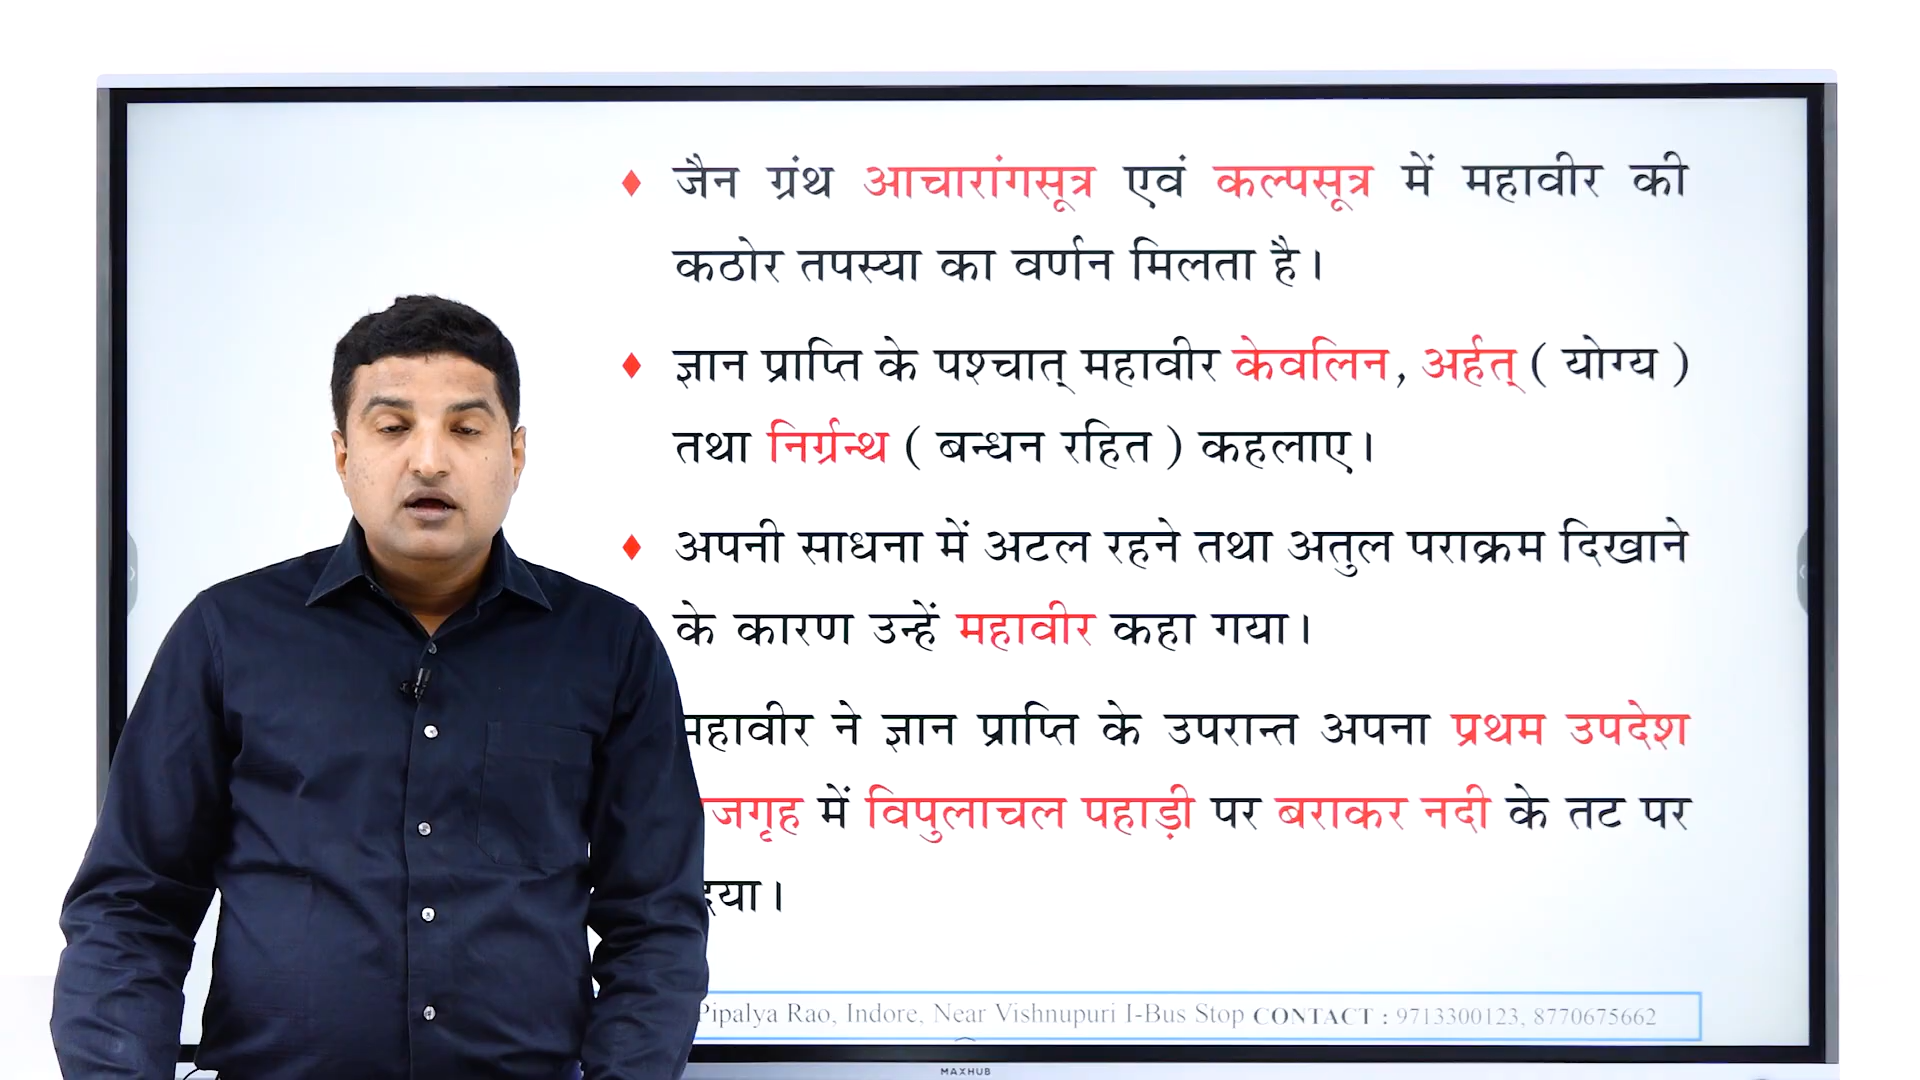 जैन ग्रंथ आचारांगसूत्र एवं कल्पसूत्र में महावीर की
कठोर तपस्या का वर्णन मिलता है।
ज्ञान प्राप्ति के पश्चात् महावीर केवलिन, अर्हत् ( योग्य )
तथा निर्ग्रन्थ ( बन्धन रहित ) कहलाए।
अपनी साधना में अटल रहने तथा अतुल पराक्रम दिखाने
के कारण उन्हें महावीर कहा गया।
महावीर ने ज्ञान प्राप्ति के उपरान्त अपना प्रथम उपदेश
में विपुलाचल पहाड़ी पर बराकर नदी के तट पर
Pipalya Rao, Indore, Near Vishnupuri I-Bus Stop CONTACT : 9713300123, 8770675662
MAXHUB